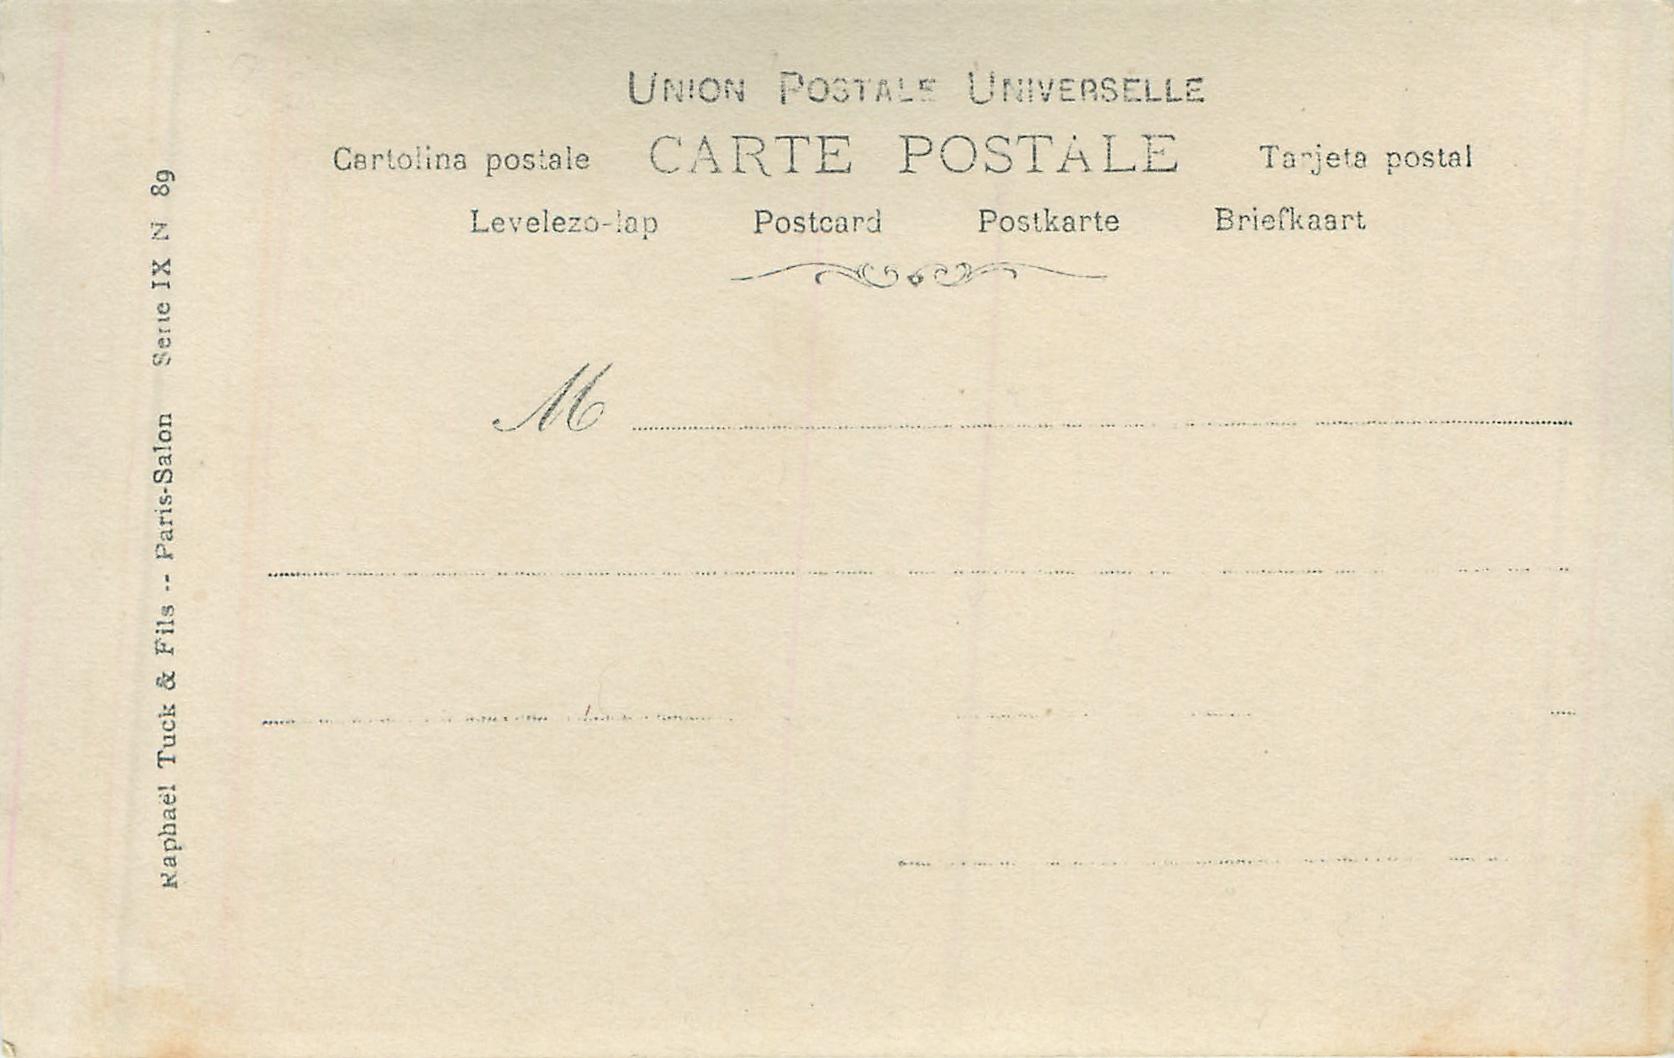 UNION POSTALE UNIVERSELLE
Cartolina postale CARTE POSTALE Tarjeta postal
Levelezo-lap Postcard Postkarte Briefkaart
M
Raphaël Tuck & Fils -- Paris-Salon Serie IX N 89